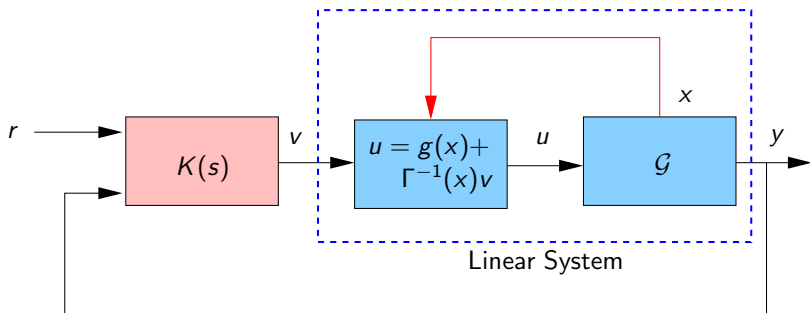 r
K(s)
v
u = g(x)+
Γ⁻¹(x)v
u
x
𝒢
y
Linear System